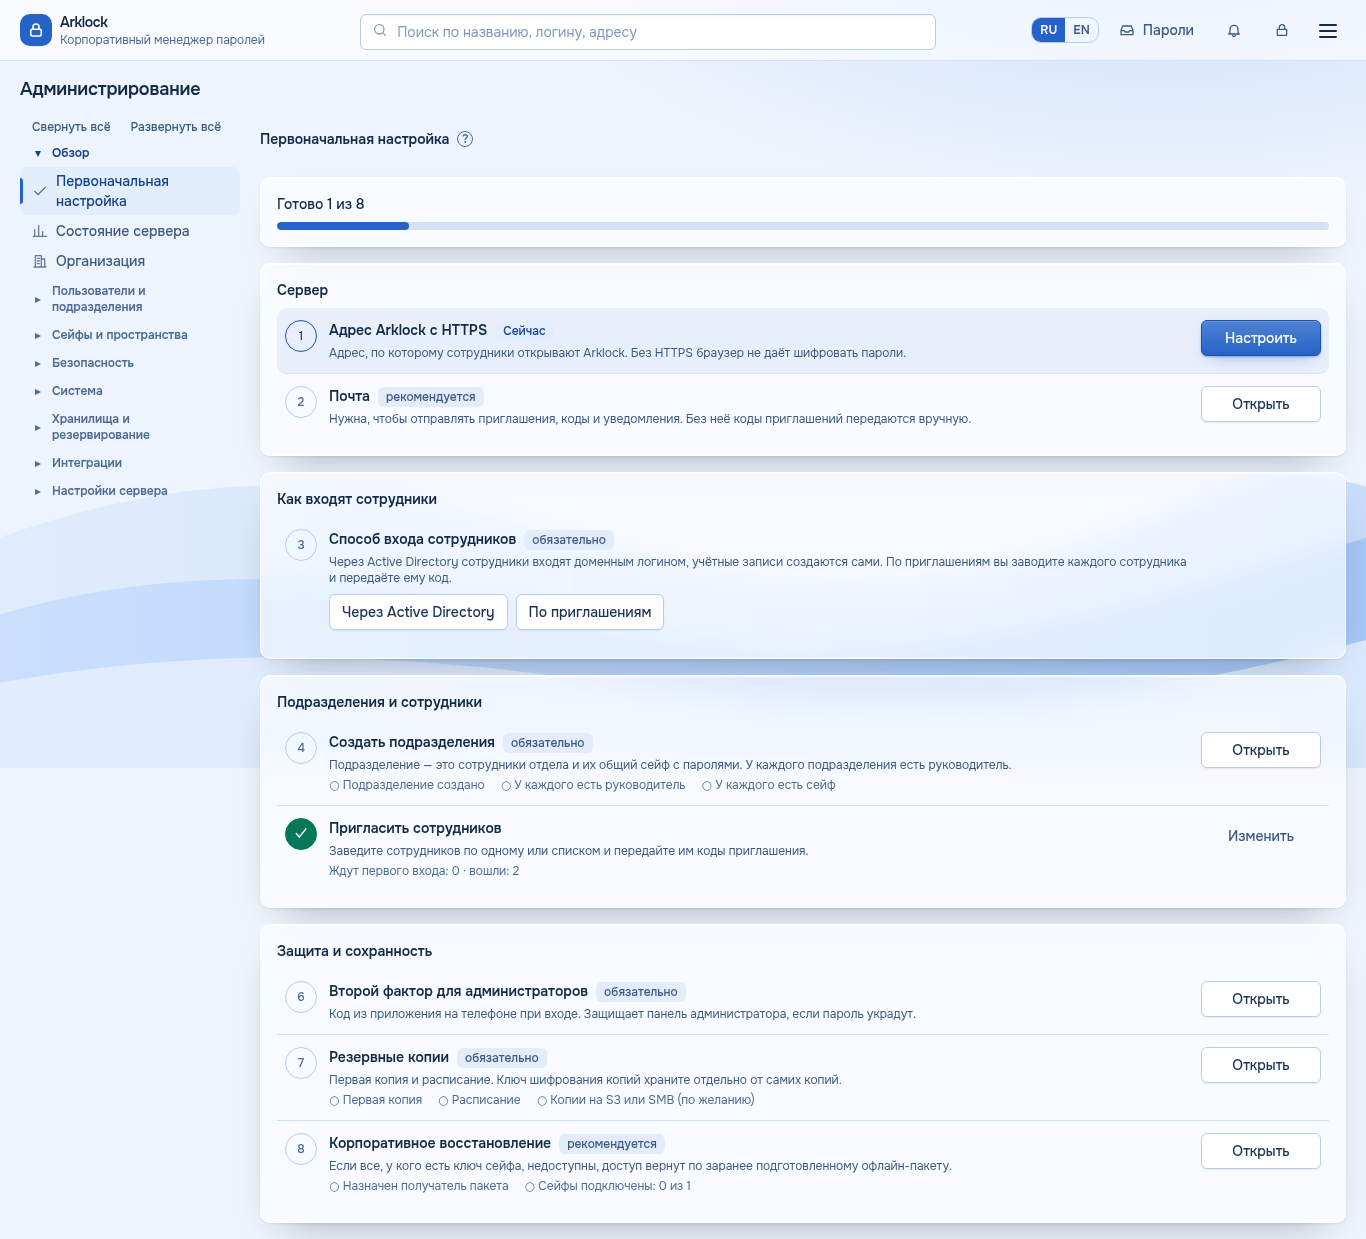 Arklock
Корпоративный менеджер паролей
Поиск по названию, логину, адресу
RU EN
Пароли
Администрирование
Свернуть всё Развернуть всё
Обзор
Первоначальная
настройка
Состояние сервера
Организация
Пользователи и
подразделения
Сейфы и пространства
Безопасность
Система
Хранилища и
резервирование
Интеграции
Настройки сервера
Первоначальная настройка ?
Готово 1 из 8
Сервер
1 Адрес Arklock с HTTPS Сейчас
Адрес, по которому сотрудники открывают Arklock. Без HTTPS браузер не даёт шифровать пароли.
Настроить
2 Почта рекомендуется
Нужна, чтобы отправлять приглашения, коды и уведомления. Без неё коды приглашений передаются вручную.
Открыть
Как входят сотрудники
3 Способ входа сотрудников обязательно
Через Active Directory сотрудники входят доменным логином, учётные записи создаются сами. По приглашениям вы заводите каждого сотрудника
и передаёте ему код.
Через Active Directory По приглашениям
Подразделения и сотрудники
4 Создать подразделения обязательно
Подразделение — это сотрудники отдела и их общий сейф с паролями. У каждого подразделения есть руководитель.
Подразделение создано У каждого есть руководитель У каждого есть сейф
Открыть
Пригласить сотрудников
Заведите сотрудников по одному или списком и передайте им коды приглашения.
Ждут первого входа: 0 · вошли: 2
Изменить
Защита и сохранность
6 Второй фактор для администраторов обязательно
Код из приложения на телефоне при входе. Защищает панель администратора, если пароль украдут.
Открыть
7 Резервные копии обязательно
Первая копия и расписание. Ключ шифрования копий храните отдельно от самих копий.
Первая копия Расписание Копии на S3 или SMB (по желанию)
Открыть
8 Корпоративное восстановление рекомендуется
Если все, у кого есть ключ сейфа, недоступны, доступ вернут по заранее подготовленному офлайн-пакету.
Назначен получатель пакета Сейфы подключены: 0 из 1
Открыть